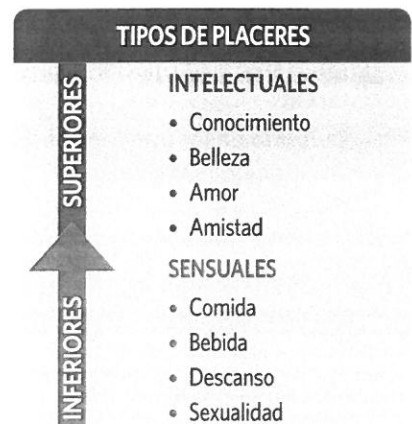 TIPOS DE PLACERES
SUPERIORES
INTELECTUALES
• Conocimiento
• Belleza
• Amor
• Amistad
INFERIORES
SENSUALES
• Comida
• Bebida
• Descanso
• Sexualidad